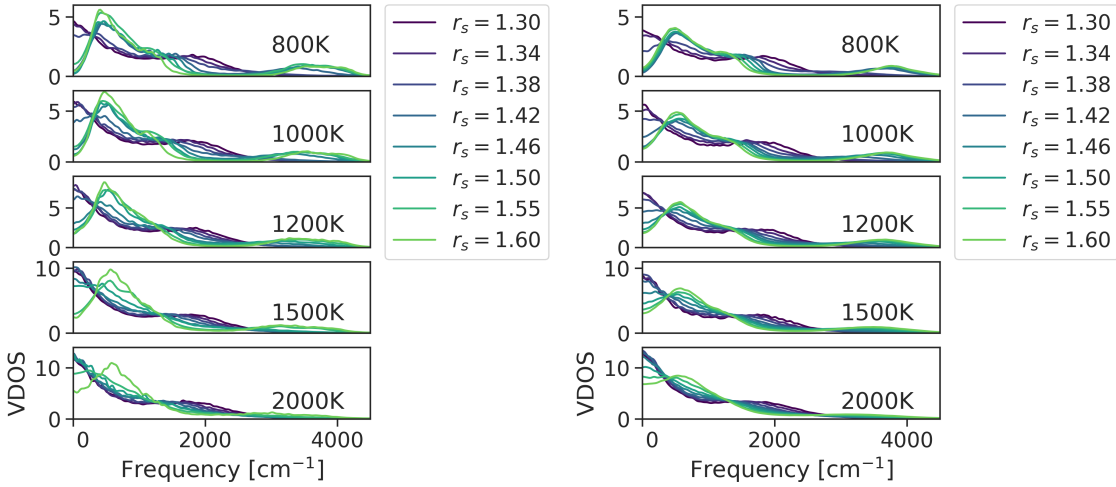 5
0
800K
5
0
1000K
5
0
1200K
10
0
1500K
10
0
2000K
VDOS
0 2000 4000
Frequency [cm⁻¹]
r_s = 1.30
r_s = 1.34
r_s = 1.38
r_s = 1.42
r_s = 1.46
r_s = 1.50
r_s = 1.55
r_s = 1.60
5
0
800K
5
0
1000K
5
0
1200K
10
0
1500K
10
0
2000K
VDOS
0 2000 4000
Frequency [cm⁻¹]
r_s = 1.30
r_s = 1.34
r_s = 1.38
r_s = 1.42
r_s = 1.46
r_s = 1.50
r_s = 1.55
r_s = 1.60